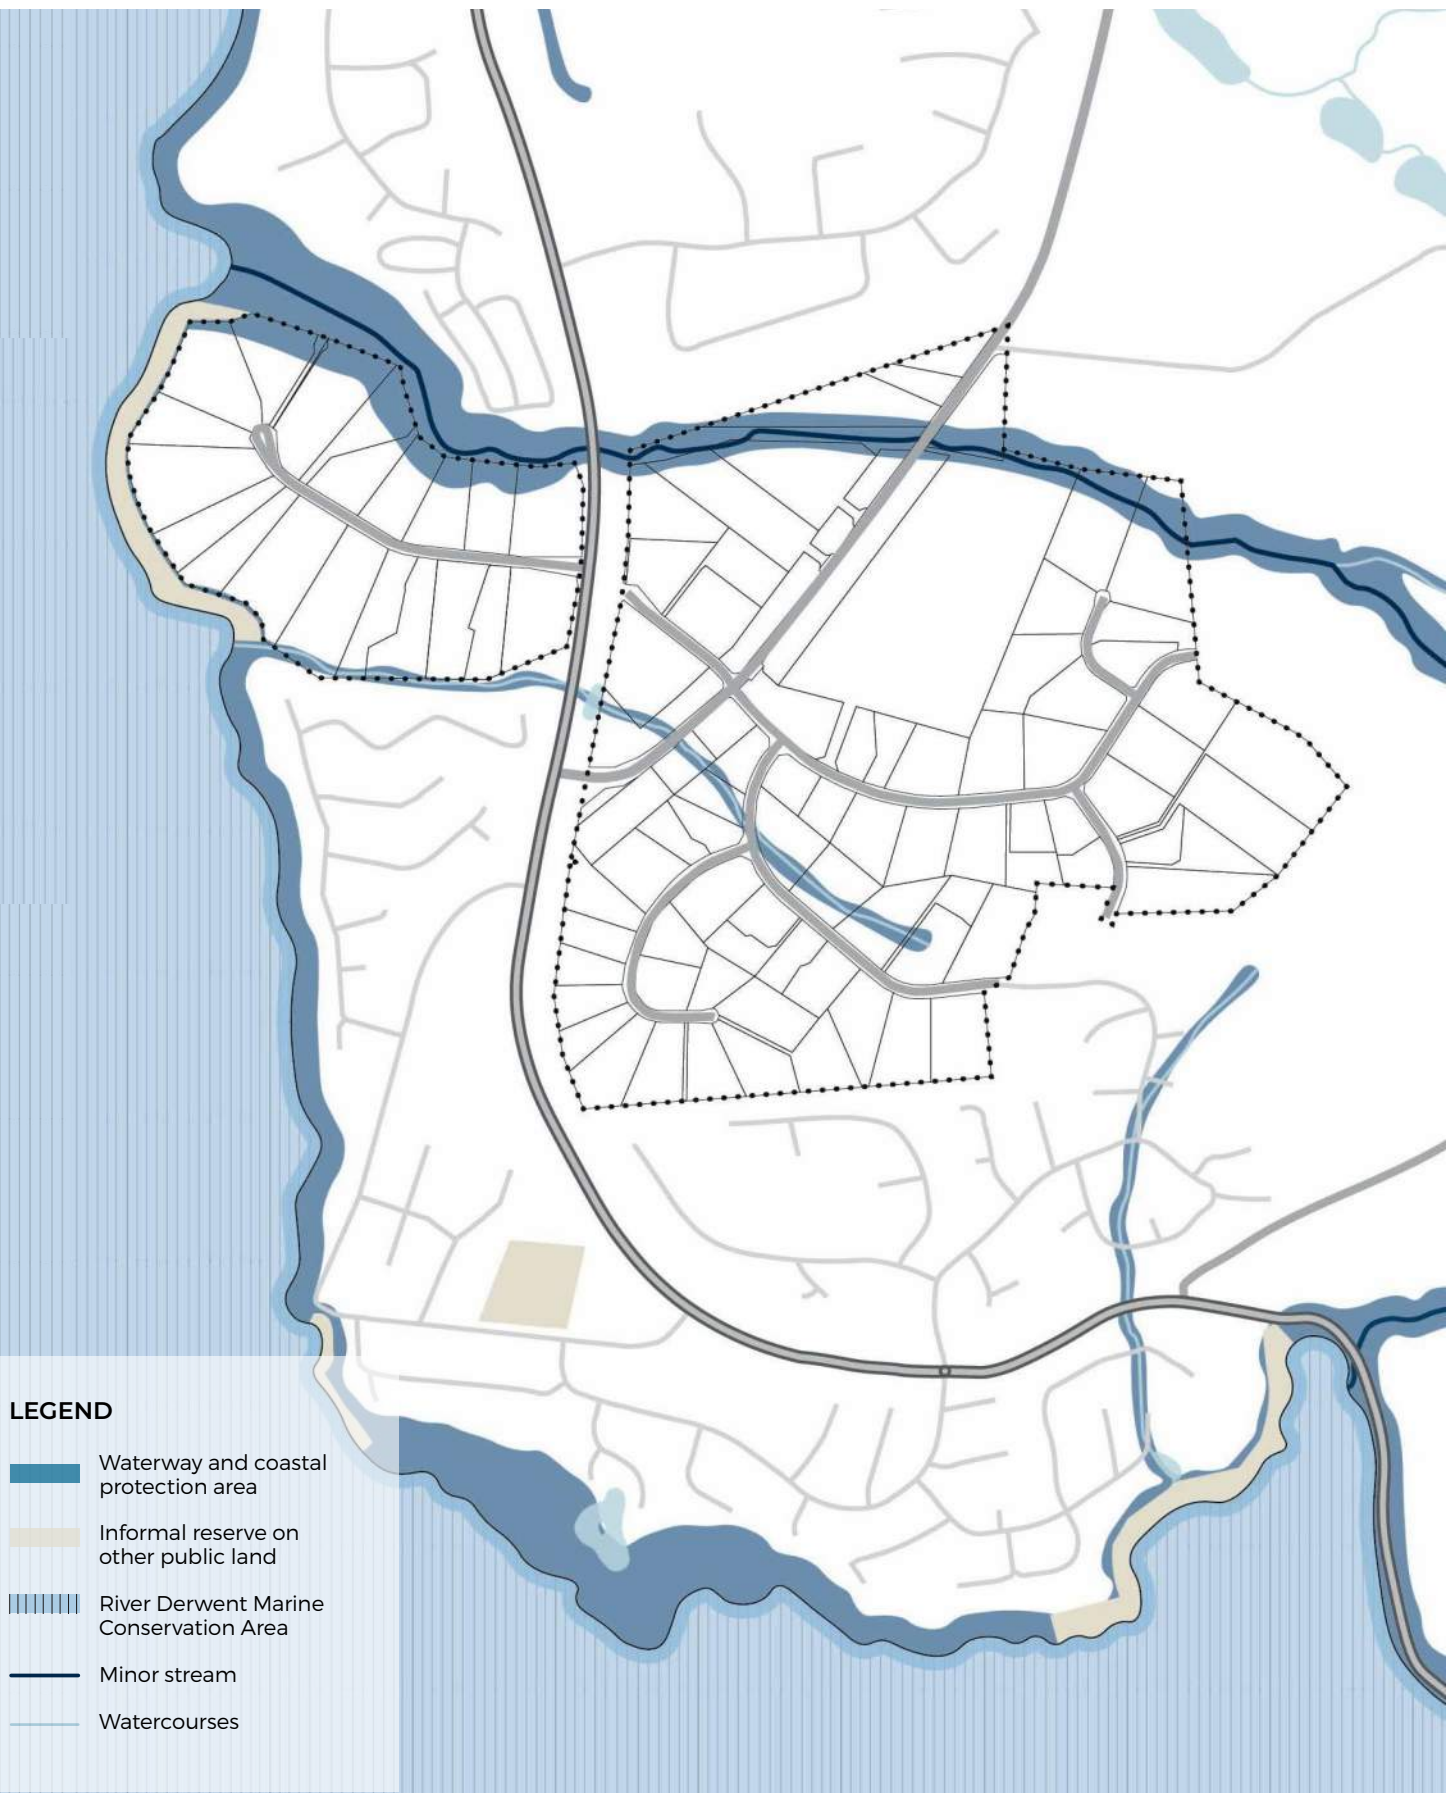 LEGEND
Waterway and coastal
protection area
Informal reserve on
other public land
River Derwent Marine
Conservation Area
Minor stream
Watercourses